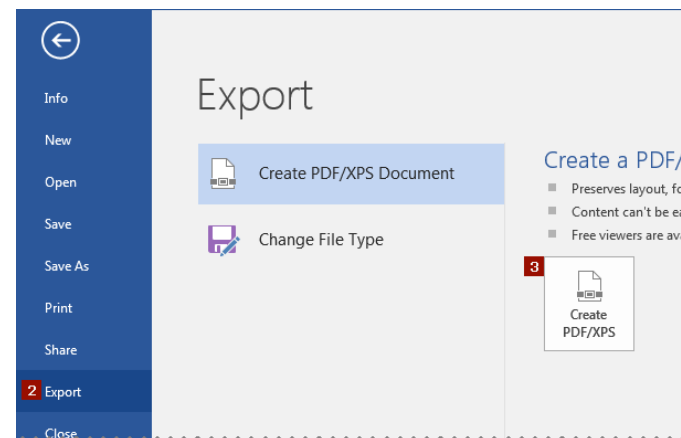 Info
New
Open
Save
Save As
Print
Share
2 Export
Close
Export
Create PDF/XPS Document
Change File Type
Create a PDF/
Preserves layout, fo
Content can't be ea
Free viewers are ava
3
Create
PDF/XPS